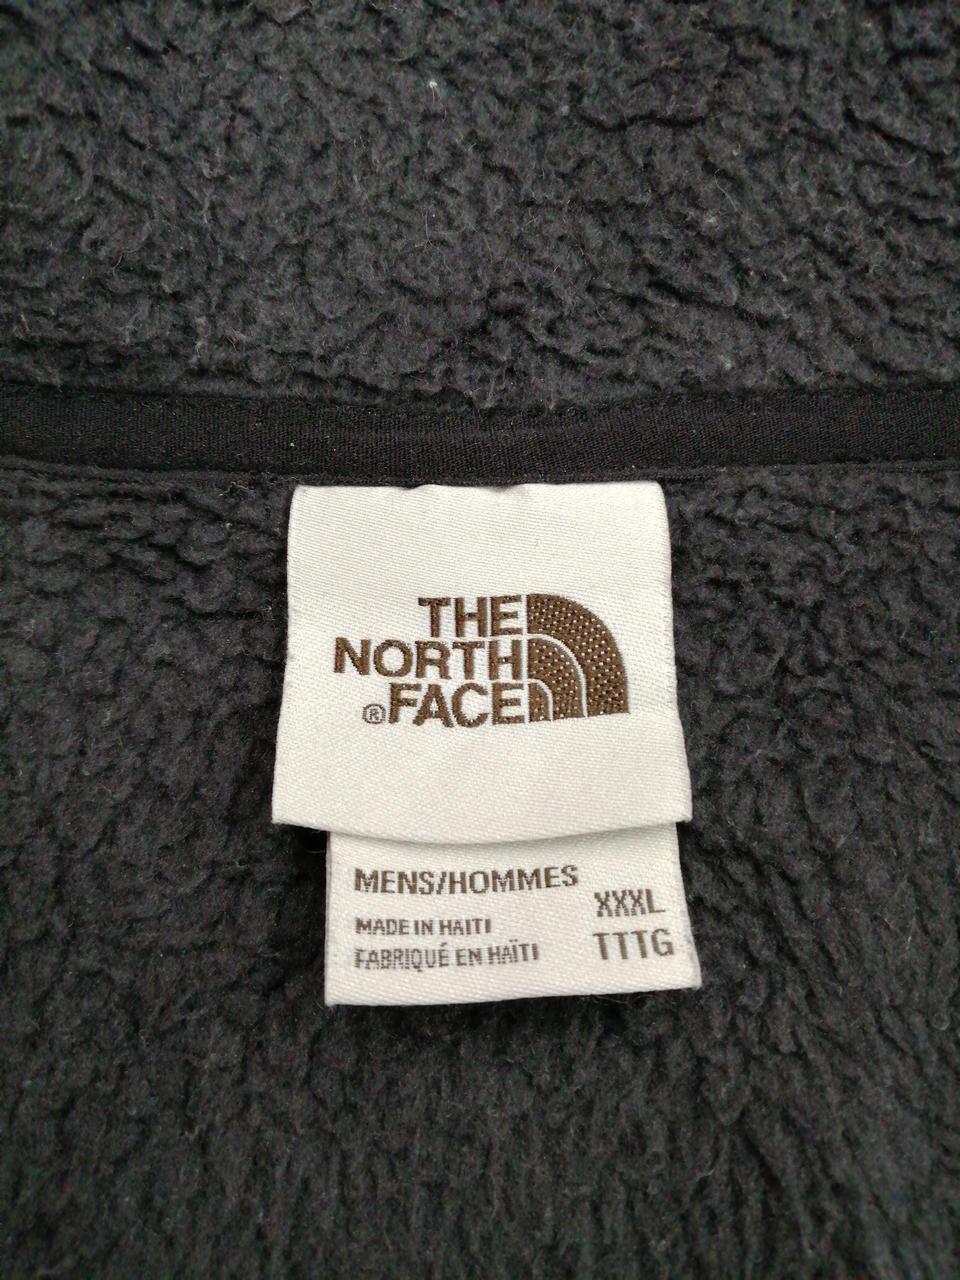 THE
NORTH
®FACE
MENS/HOMMES
XXXL
MADE IN HAITI
TTTG
FABRIQUÉ EN HAÏTI